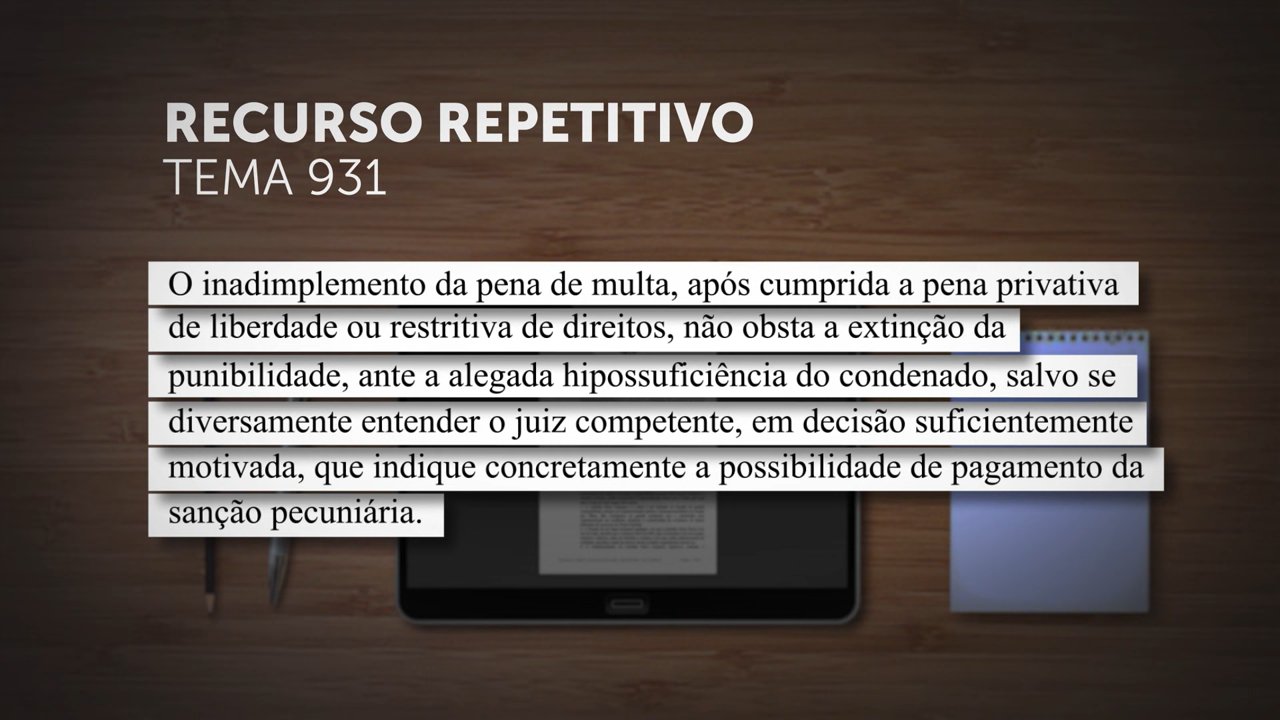 RECURSO REPETITIVO
TEMA 931
O inadimplemento da pena de multa, após cumprida a pena privativa
de liberdade ou restritiva de direitos, não obsta a extinção da
punibilidade, ante a alegada hipossuficiência do condenado, salvo se
diversamente entender o juiz competente, em decisão suficientemente
motivada, que indique concretamente a possibilidade de pagamento da
sanção pecuniária.